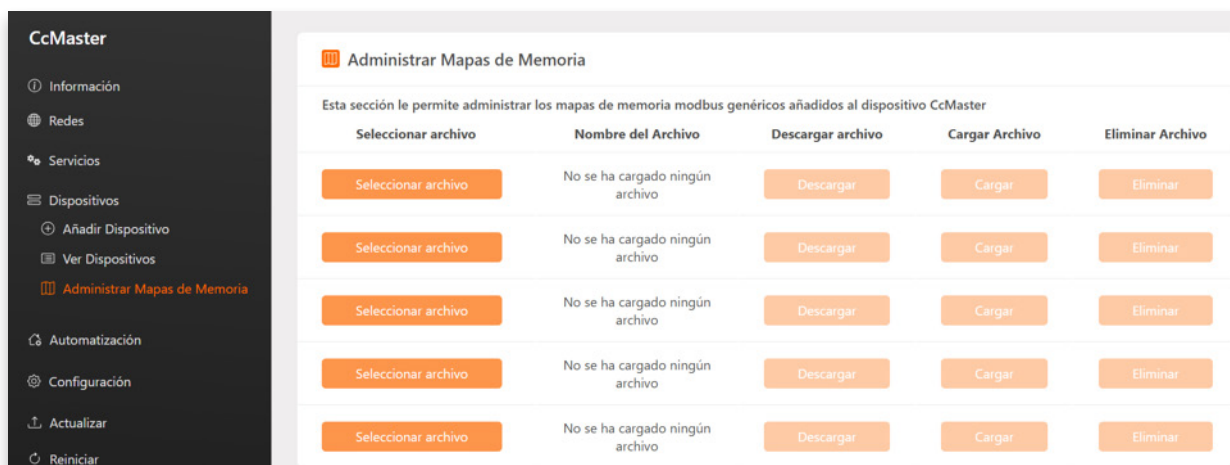 CcMaster
Información
Redes
Servicios
Dispositivos
Añadir Dispositivo
Ver Dispositivos
Administrar Mapas de Memoria
Automatización
Configuración
Actualizar
Reiniciar
Administrar Mapas de Memoria
Esta sección le permite administrar los mapas de memoria modbus genéricos añadidos al dispositivo CcMaster
Seleccionar archivo Nombre del Archivo Descargar archivo Cargar Archivo Eliminar Archivo
Seleccionar archivo No se ha cargado ningún archivo Descargar Cargar Eliminar
Seleccionar archivo No se ha cargado ningún archivo Descargar Cargar Eliminar
Seleccionar archivo No se ha cargado ningún archivo Descargar Cargar Eliminar
Seleccionar archivo No se ha cargado ningún archivo Descargar Cargar Eliminar
Seleccionar archivo No se ha cargado ningún archivo Descargar Cargar Eliminar